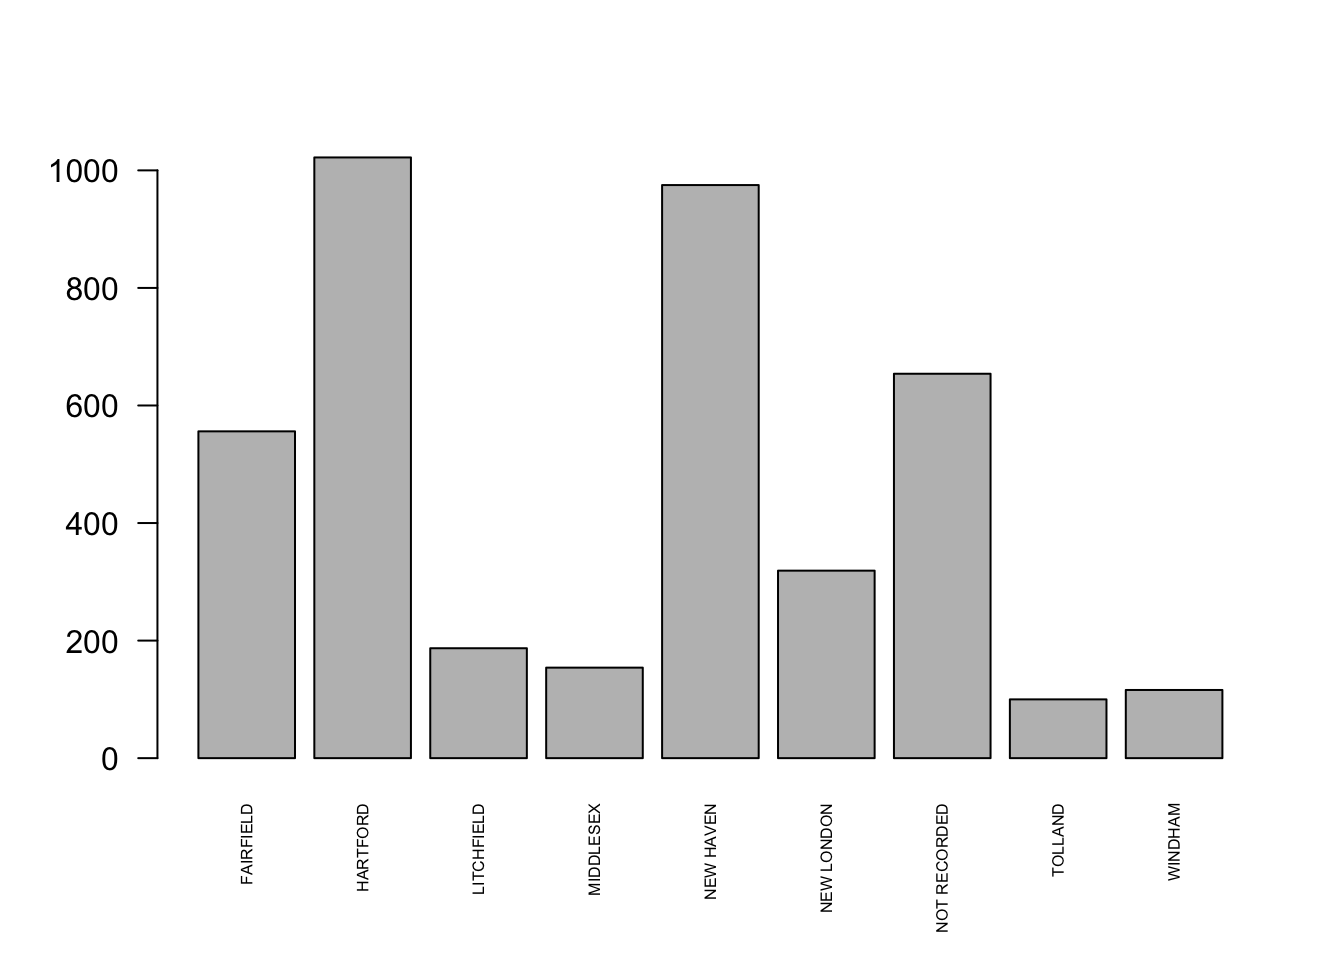 1000
800
600
400
200
0
FAIRFIELD
HARTFORD
LITCHFIELD
MIDDLESEX
NEW HAVEN
NEW LONDON
NOT RECORDED
TOLLAND
WINDHAM